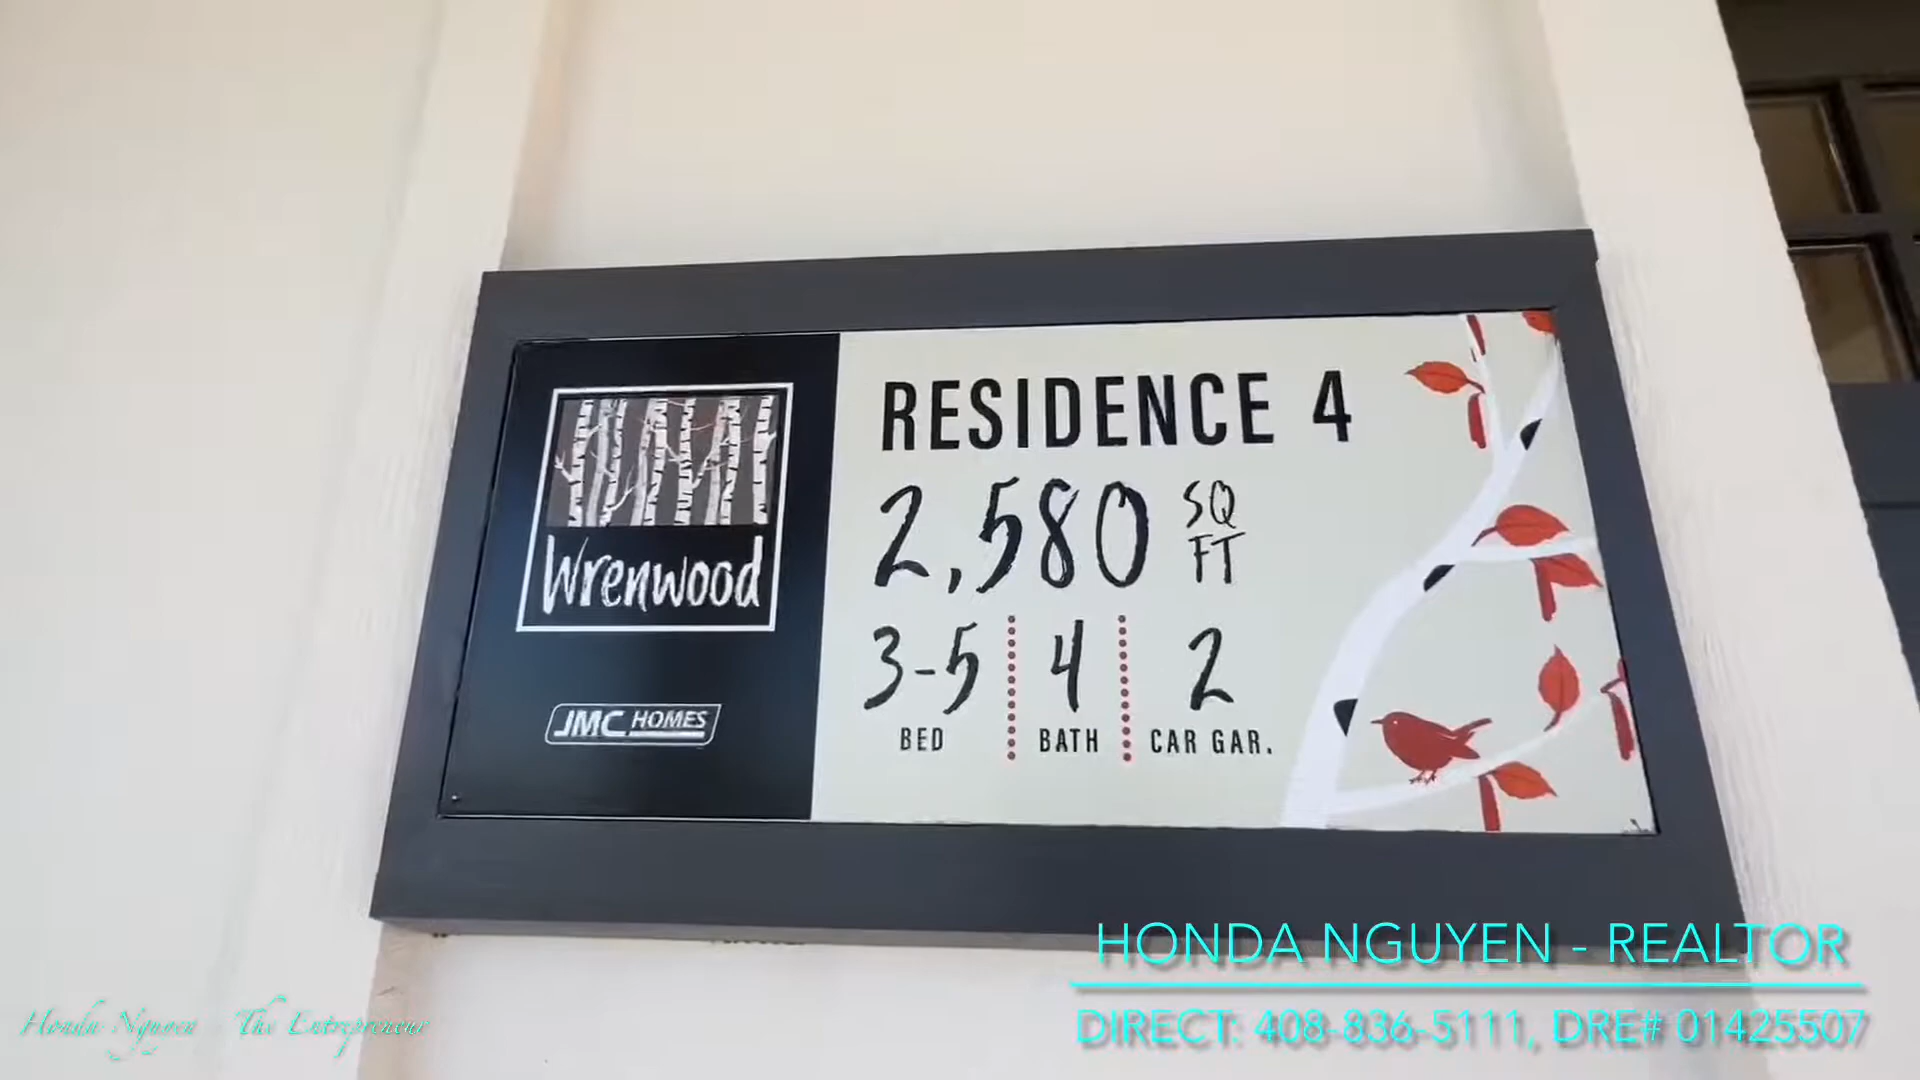 Wrenwood
JMC HOMES
RESIDENCE 4
2,580 SQ FT
3-5 4 2
BED BATH CAR GAR.
HONDA NGUYEN - REALTOR
DIRECT: 408-836-5111, DRE# 01425507
Honda Nguyen - The Entrepreneur